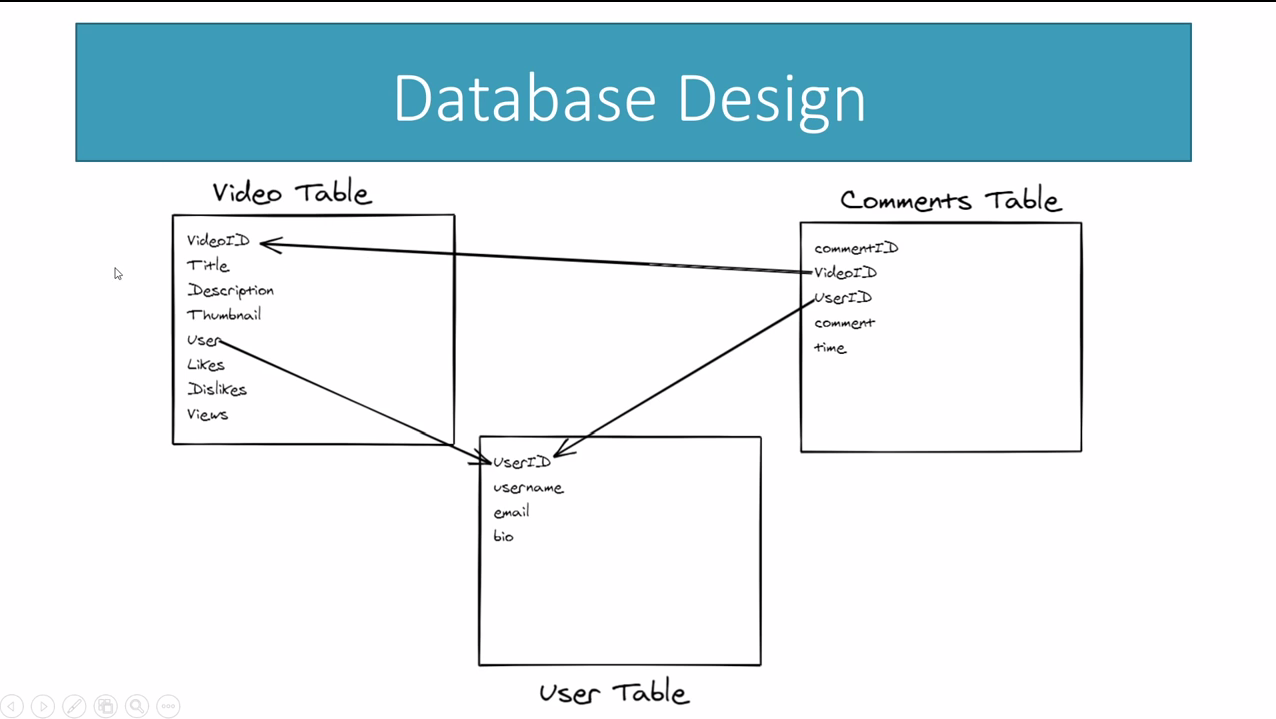 Database Design
Video Table
VideoID
Title
Description
Thumbnail
User
Likes
Dislikes
Views
Comments Table
commentID
VideoID
UserID
comment
time
UserID
username
email
bio
User Table